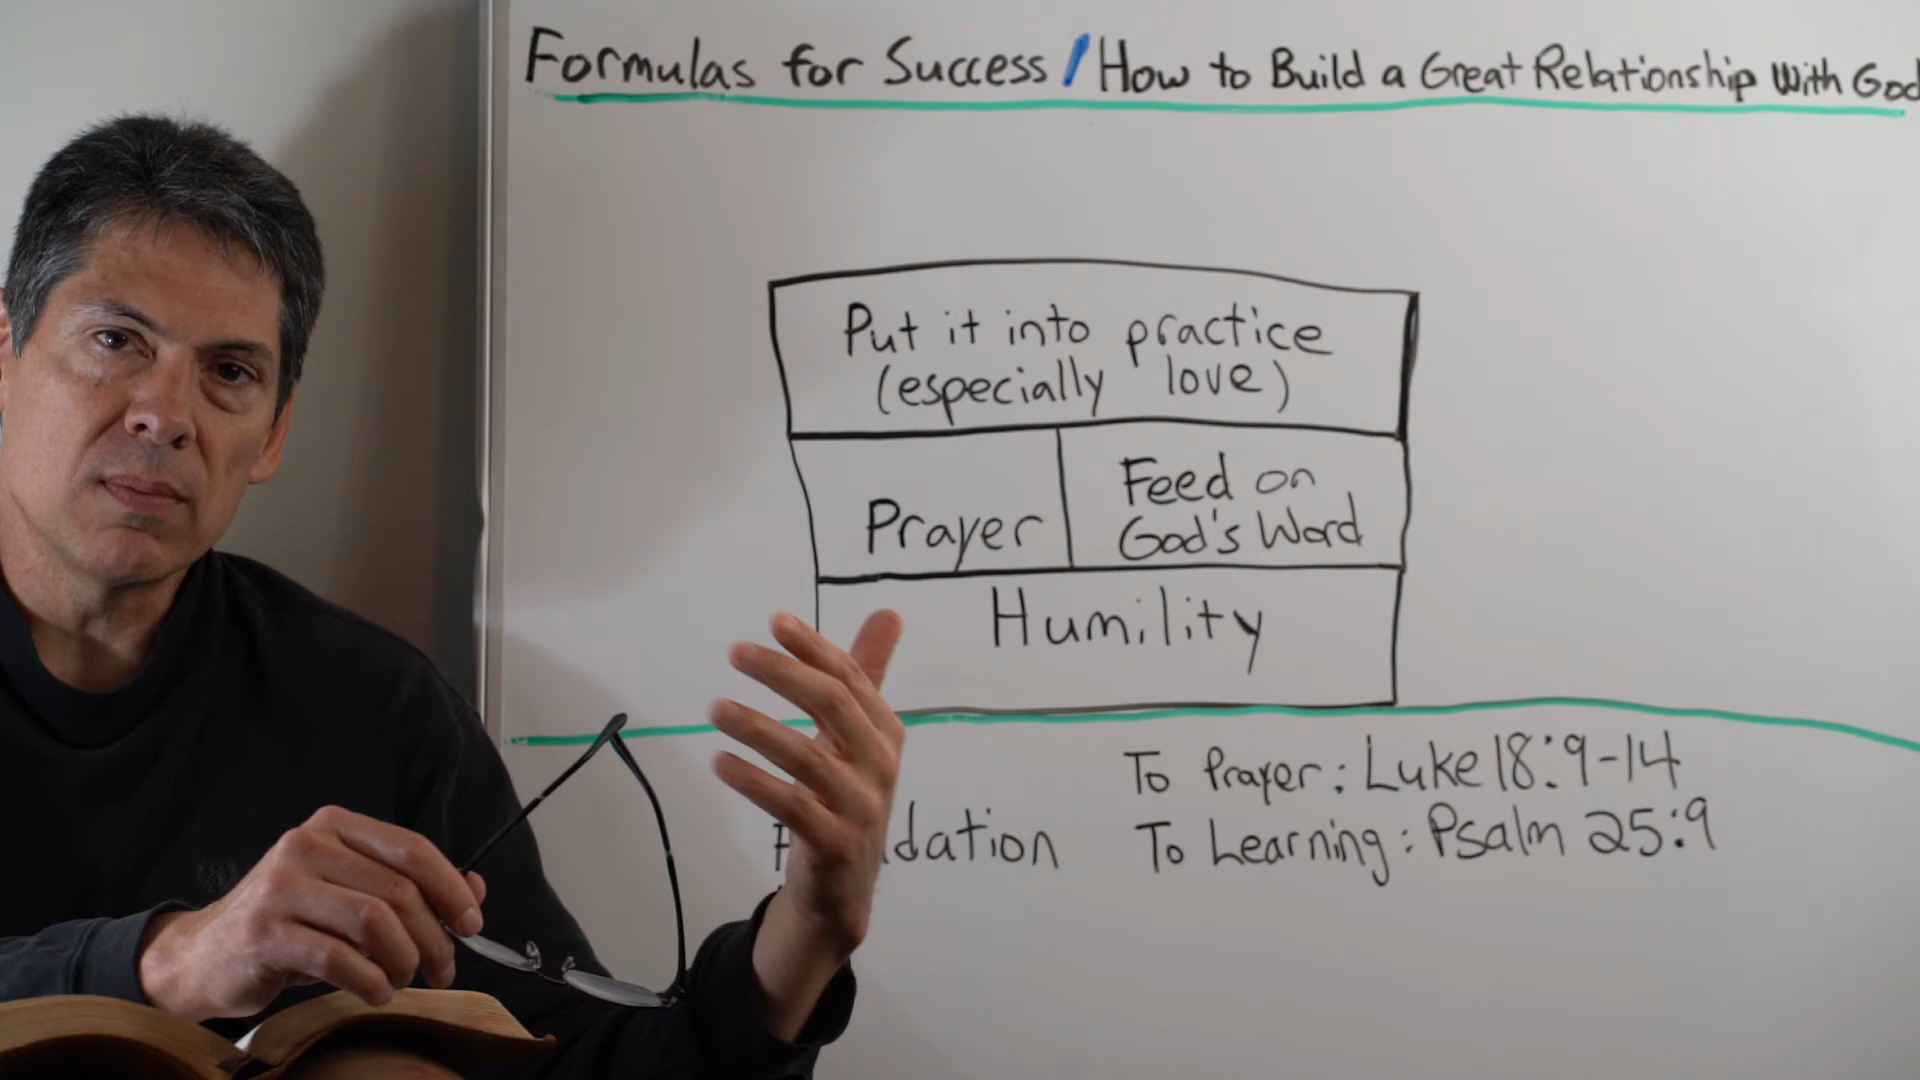 Formulas for Success / How to Build a Great Relationship With God
Put it into practice
(especially love)
Prayer
Feed on
God's Word
Humility
To Prayer: Luke 18:9-14
To Learning: Psalm 25:9